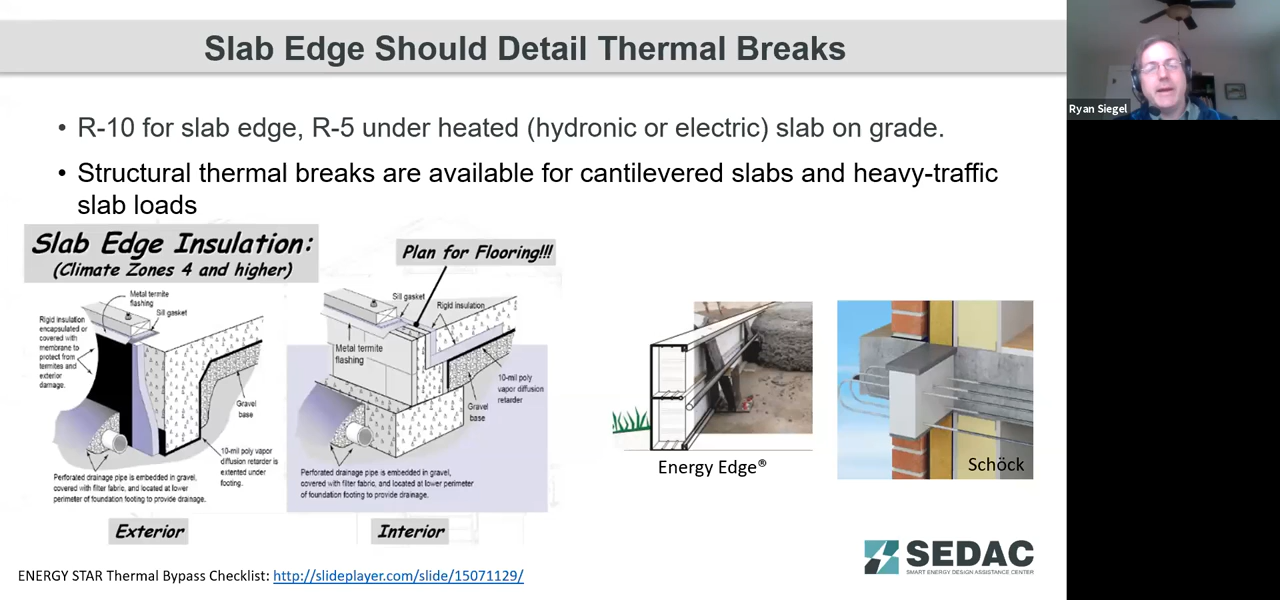 Slab Edge Should Detail Thermal Breaks
Ryan Siegel
• R-10 for slab edge, R-5 under heated (hydronic or electric) slab on grade.
• Structural thermal breaks are available for cantilevered slabs and heavy-traffic
slab loads
Slab Edge Insulation:
(Climate Zones 4 and higher)
Plan for Flooring!!!
Metal termite
flashing
Sill gasket
Rigid insulation
encapsulated or
covered with
membrane to
protect from
termites and
exterior
damage.
Gravel
base
10-mil poly vapor
diffusion retarder is
extented under
footing.
Perforated drainage pipe is embedded in gravel,
covered with filter fabric, and located at lower
perimeter of foundation footing to provide drainage.
Exterior
Sill gasket
Rigid insulation
Metal termite
flashing
10-mil poly
vapor diffusion
retarder
Gravel
base
Perforated drainage pipe is embedded in gravel,
covered with filter fabric, and located at lower perimeter
of foundation footing to provide drainage.
Interior
Energy Edge®
Schöck
SEDAC
SMART ENERGY DESIGN ASSISTANCE CENTER
ENERGY STAR Thermal Bypass Checklist: http://slideplayer.com/slide/15071129/